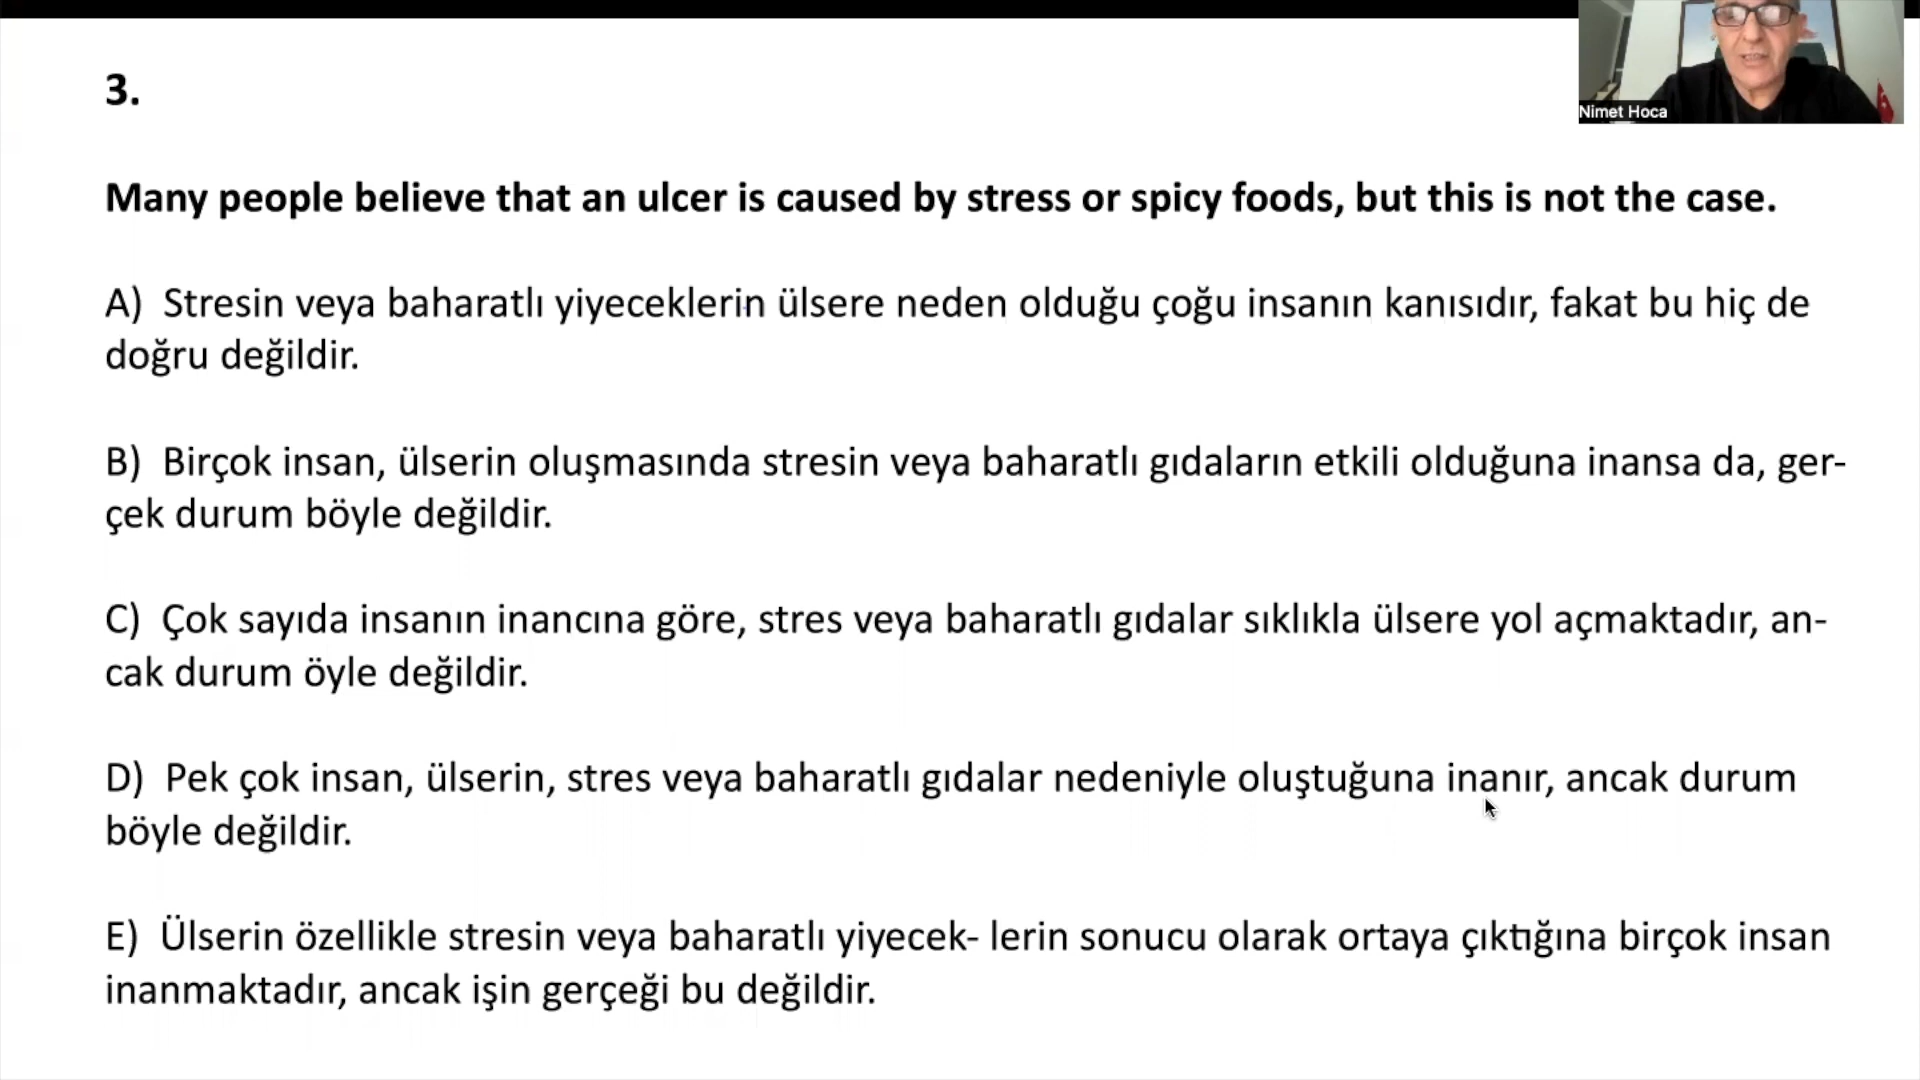 Nimet Hoca
3.
Many people believe that an ulcer is caused by stress or spicy foods, but this is not the case.
A) Stresin veya baharatlı yiyeceklerin ülsere neden olduğu çoğu insanın kanısıdır, fakat bu hiç de
doğru değildir.
B) Birçok insan, ülserin oluşmasında stresin veya baharatlı gıdaların etkili olduğuna inansa da, ger-
çek durum böyle değildir.
C) Çok sayıda insanın inancına göre, stres veya baharatlı gıdalar sıklıkla ülsere yol açmaktadır, an-
cak durum öyle değildir.
D) Pek çok insan, ülserin, stres veya baharatlı gıdalar nedeniyle oluştuğuna inanır, ancak durum
böyle değildir.
E) Ülserin özellikle stresin veya baharatlı yiyecek- lerin sonucu olarak ortaya çıktığına birçok insan
inanmaktadır, ancak işin gerçeği bu değildir.